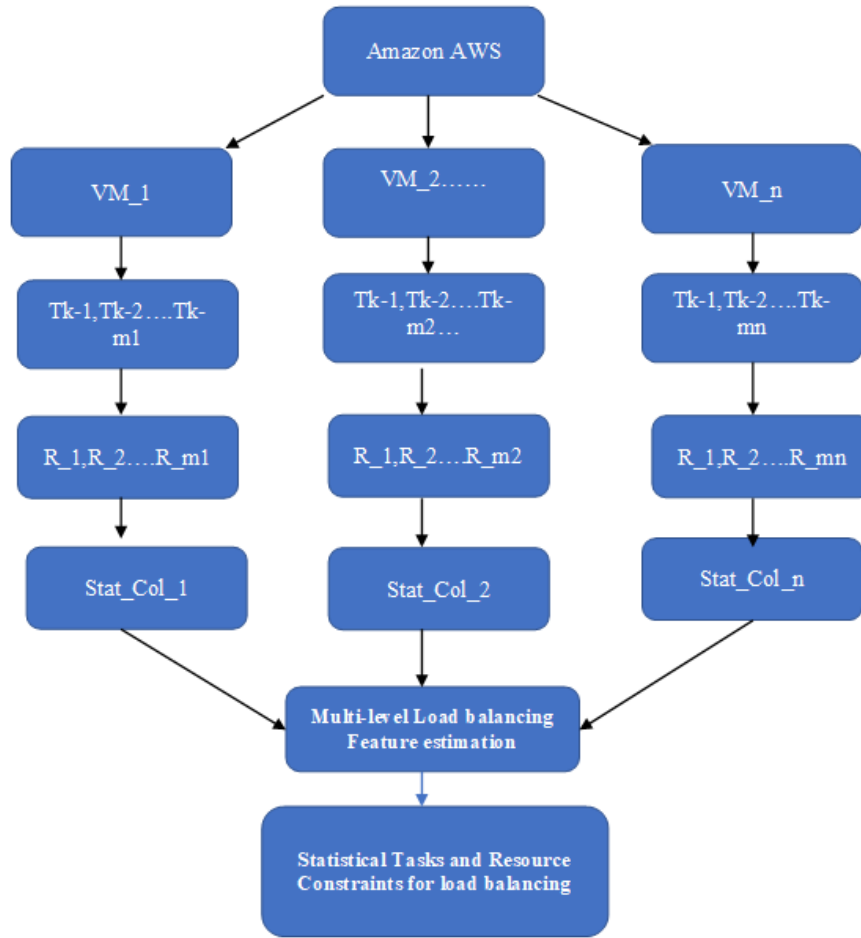 Amazon AWS
VM_1
VM_2......
VM_n
Tk-1,Tk-2....Tk-
m1
Tk-1,Tk-2....Tk-
m2...
Tk-1,Tk-2....Tk-
mn
R_1,R_2....R_m1
R_1,R_2....R_m2
R_1,R_2....R_mn
Stat_Col_1
Stat_Col_2
Stat_Col_n
Multi-level Load balancing
Feature estimation
Statistical Tasks and Resource
Constraints for load balancing